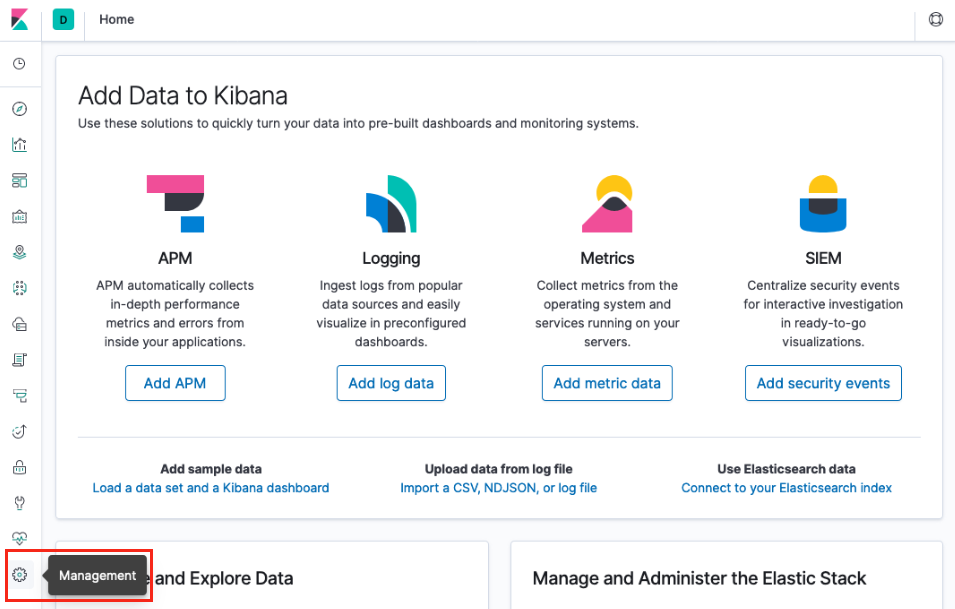 D
Home
Add Data to Kibana
Use these solutions to quickly turn your data into pre-built dashboards and monitoring systems.
APM
APM automatically collects
in-depth performance
metrics and errors from
inside your applications.
Add APM
Logging
Ingest logs from popular
data sources and easily
visualize in preconfigured
dashboards.
Add log data
Metrics
Collect metrics from the
operating system and
services running on your
servers.
Add metric data
SIEM
Centralize security events
for interactive investigation
in ready-to-go
visualizations.
Add security events
Add sample data
Load a data set and a Kibana dashboard
Upload data from log file
Import a CSV, NDJSON, or log file
Use Elasticsearch data
Connect to your Elasticsearch index
Management
and Explore Data
Manage and Administer the Elastic Stack